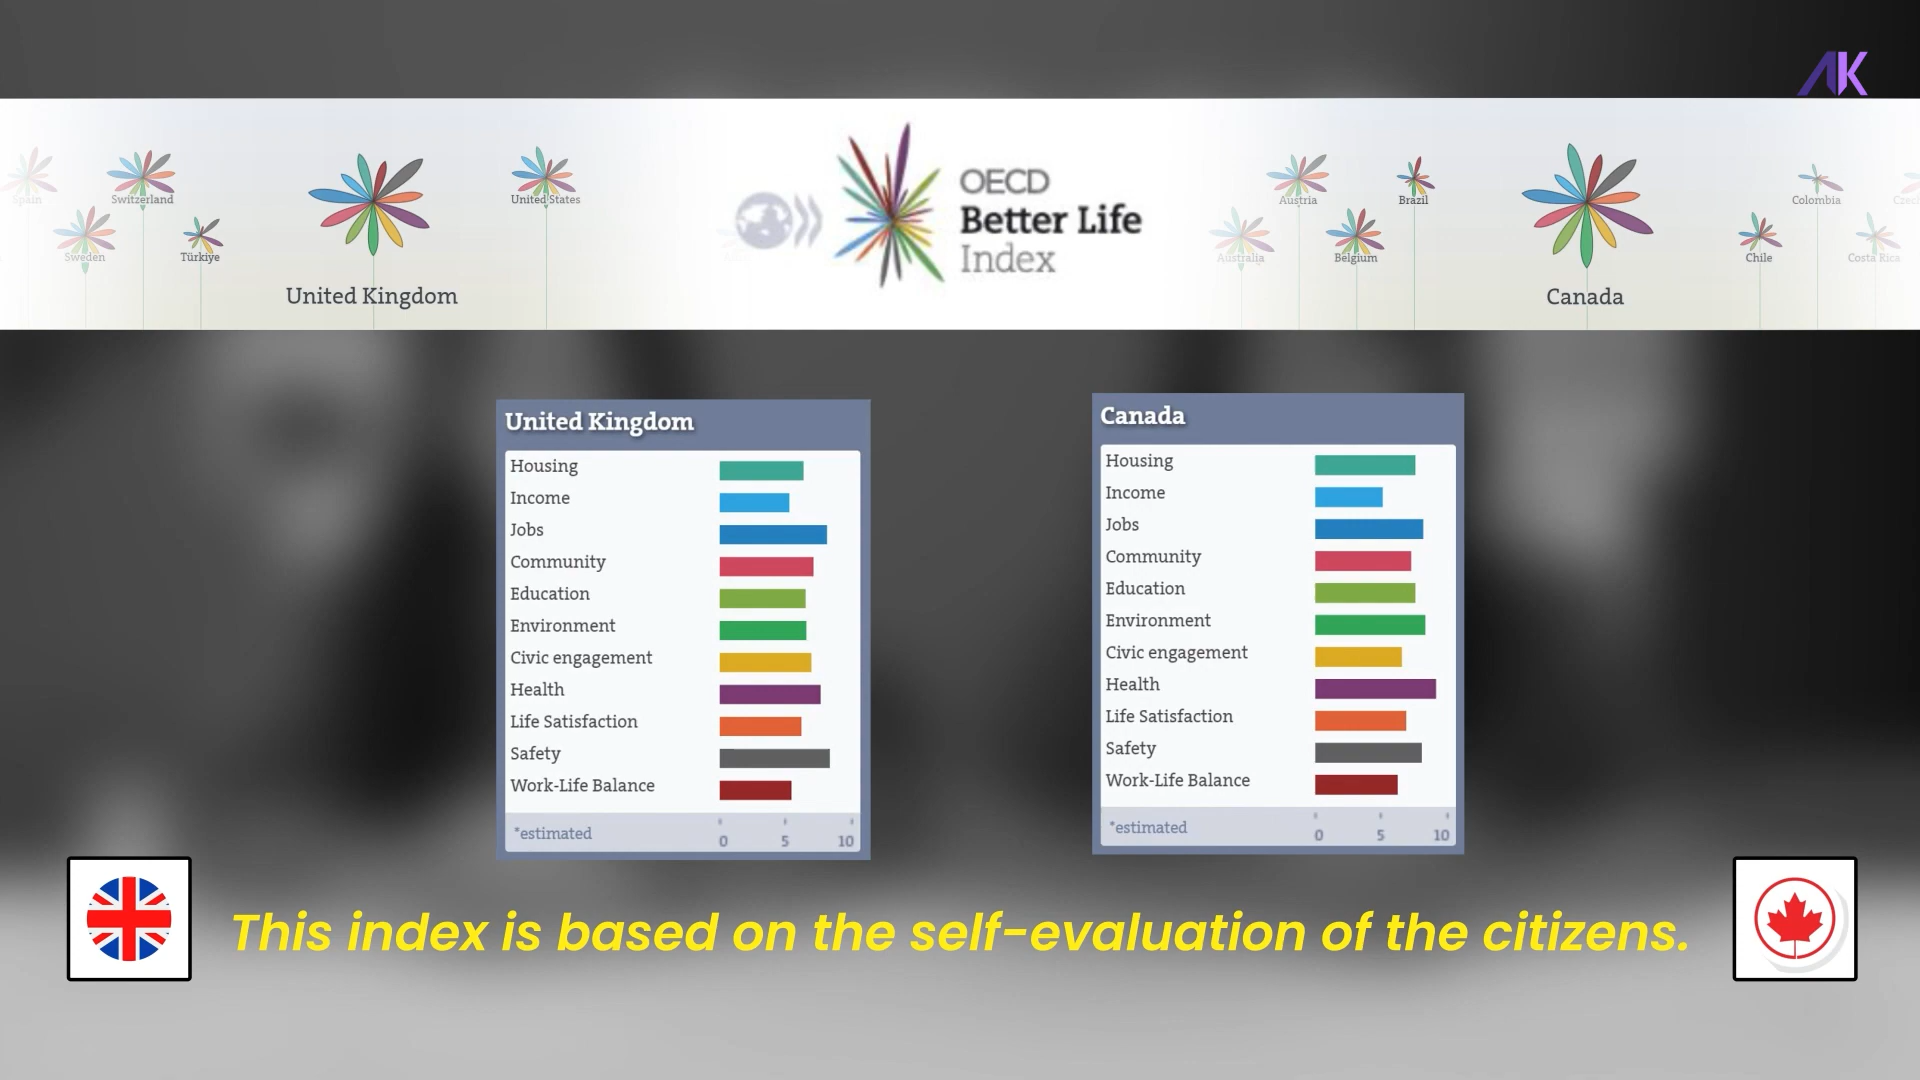 AK
Spain
Switzerland
United States
Sweden
Türkiye
United Kingdom
OECD
Better Life
Index
Austria
Brazil
Colombia
Australia
Belgium
Chile
Costa Rica
Canada
United Kingdom
Housing
Income
Jobs
Community
Education
Environment
Civic engagement
Health
Life Satisfaction
Safety
Work-Life Balance
*estimated
0 5 10
Canada
Housing
Income
Jobs
Community
Education
Environment
Civic engagement
Health
Life Satisfaction
Safety
Work-Life Balance
*estimated
0 5 10
This index is based on the self-evaluation of the citizens.